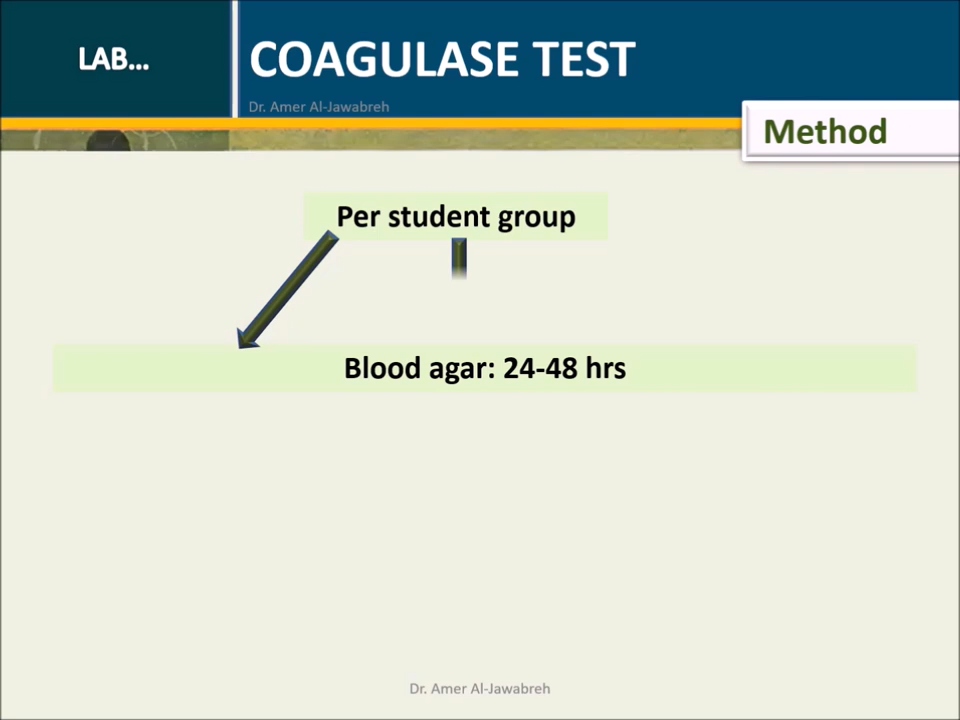 LAB...
COAGULASE TEST
Dr. Amer Al-Jawabreh
Method
Per student group
Blood agar: 24-48 hrs
Dr. Amer Al-Jawabreh